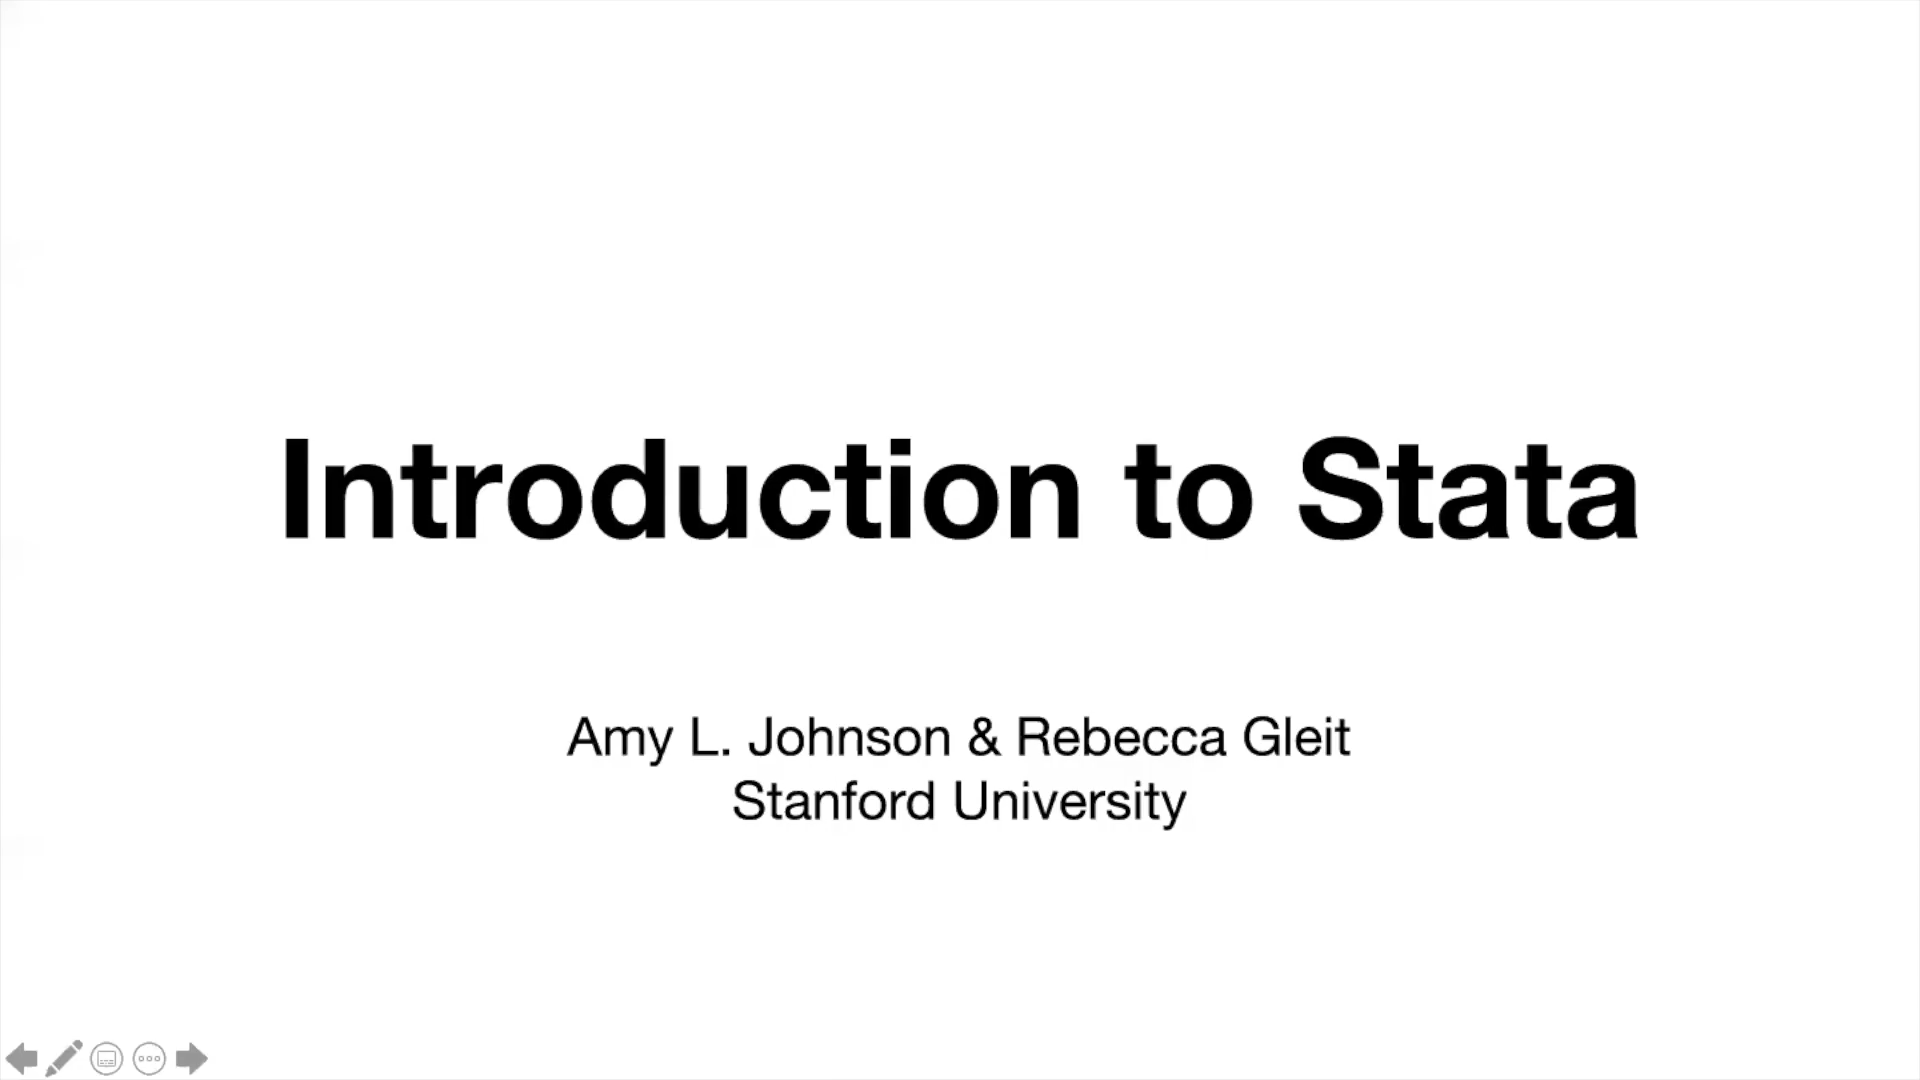 Introduction to Stata
Amy L. Johnson & Rebecca Gleit
Stanford University